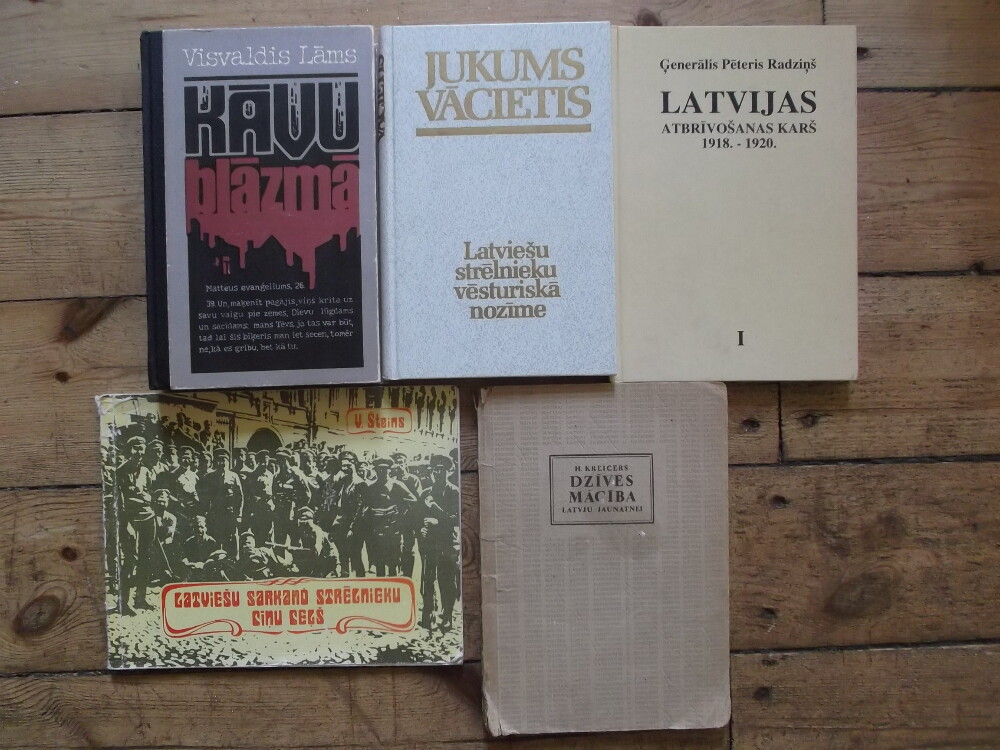 Visvaldis Lāms
KĀVU
blāzmā
Matteus evaņģēlijums, 26
39. Un, mazķenīt pagājis, viņš krita uz
savu vaigu pie zemes, Dievu lūgdams
un sacīdams: mans Tēvs, ja tas var būt,
tad lai šis biķeris man iet secen, tomēr
ne, kā es gribu, bet kā tu.
JUKUMS
VĀCIETIS
Latviešu
strēlnieku
vēsturiskā
nozīme
Ģenerālis Pēteris Radziņš
LATVIJAS
ATBRĪVOŠANAS KARŠ
1918. - 1920.
I
V. Šteins
LATVIEŠU SARKANO STRĒLNIEKU
CĪŅU CEĻŠ
H. KREICERS
DZĪVES
MĀCĪBA
LATVJU JAUNATNEI